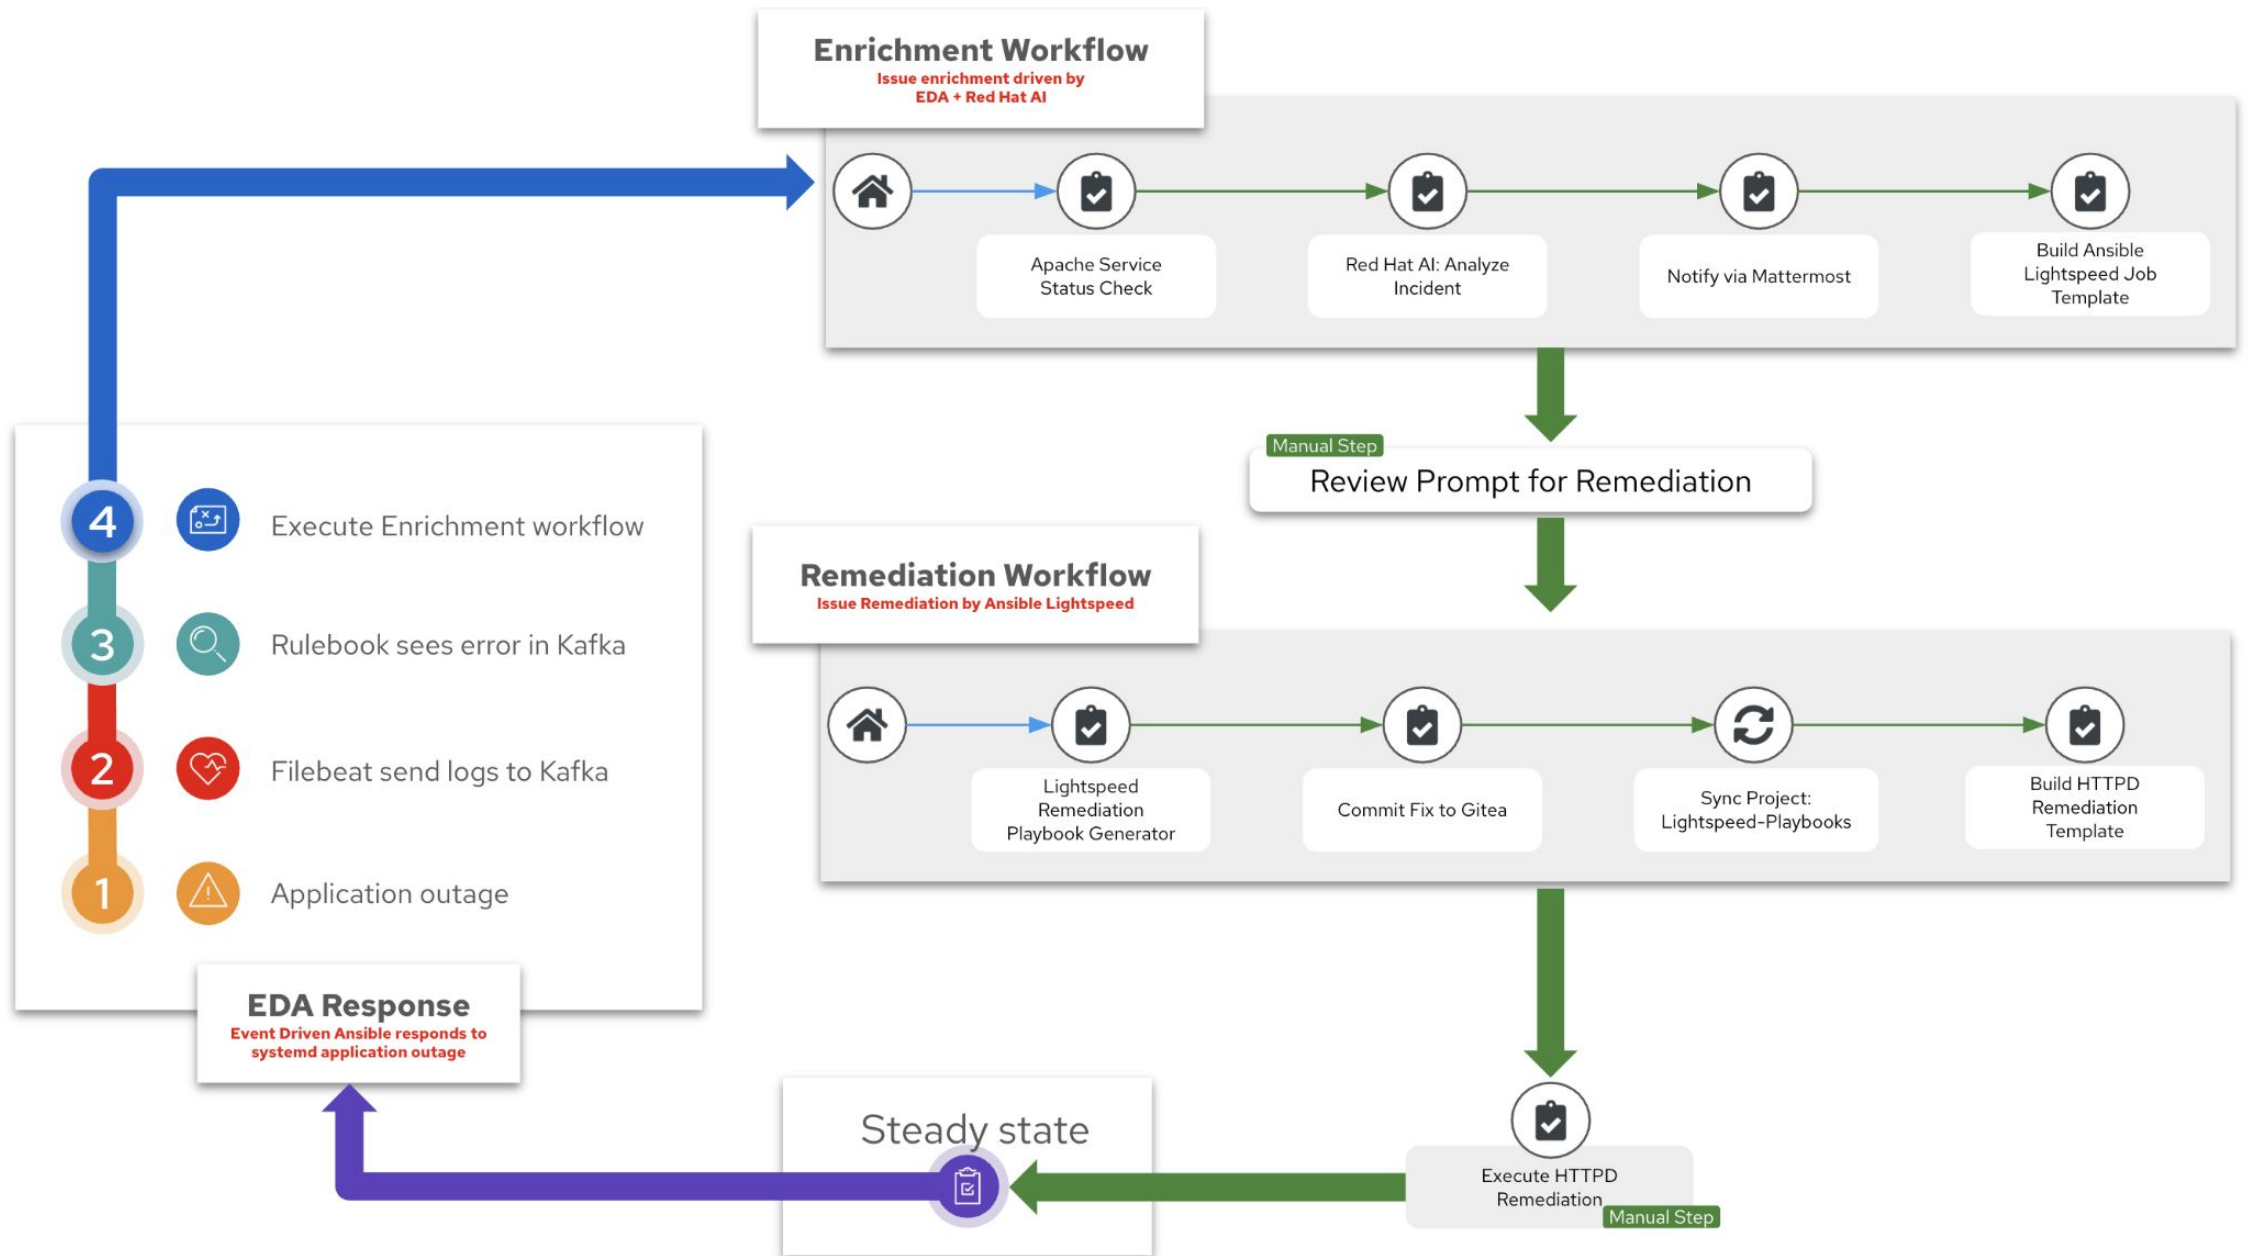 Enrichment Workflow
Issue enrichment driven by
EDA + Red Hat AI
Apache Service
Status Check
Red Hat AI: Analyze
Incident
Notify via Mattermost
Build Ansible
Lightspeed Job
Template
Manual Step
Review Prompt for Remediation
4
Execute Enrichment workflow
3
Rulebook sees error in Kafka
2
Filebeat send logs to Kafka
1
Application outage
EDA Response
Event Driven Ansible responds to
systemd application outage
Remediation Workflow
Issue Remediation by Ansible Lightspeed
Lightspeed
Remediation
Playbook Generator
Commit Fix to Gitea
Sync Project:
Lightspeed-Playbooks
Build HTTPD
Remediation
Template
Steady state
Execute HTTPD
Remediation
Manual Step